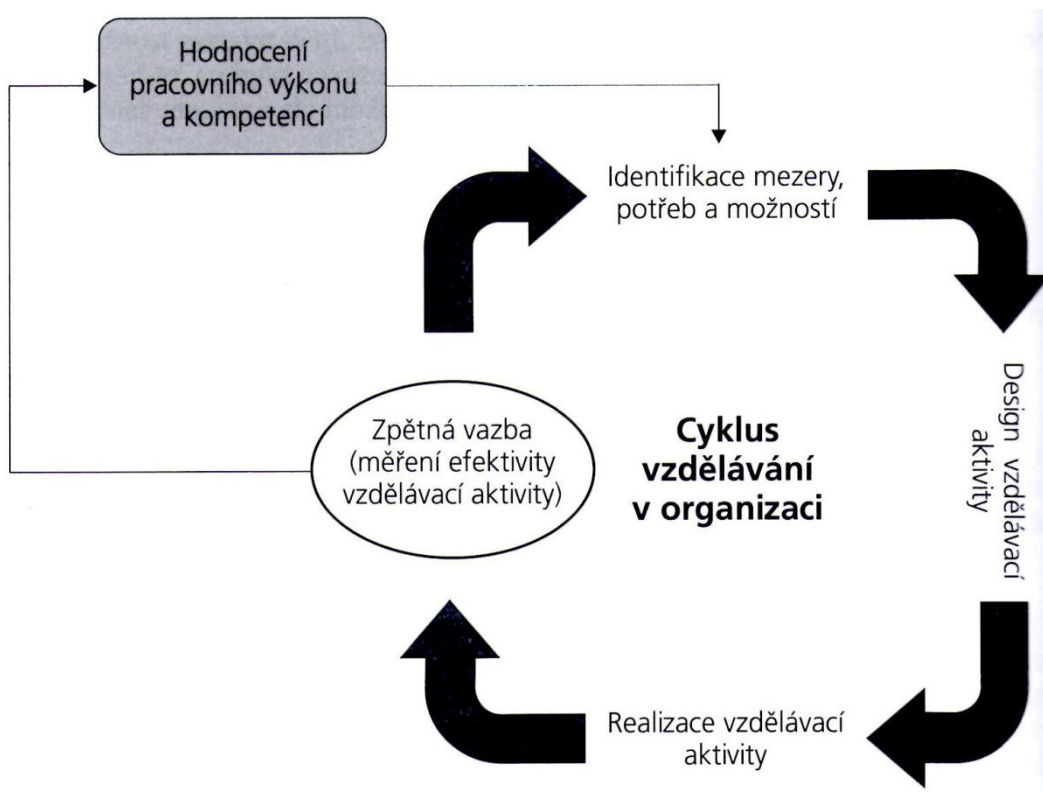 Hodnocení
pracovního výkonu
a kompetencí
Identifikace mezery,
potřeb a možností
Design vzdělávací
aktivity
Zpětná vazba
(měření efektivity
vzdělávací aktivity)
Cyklus
vzdělávání
v organizaci
Realizace vzdělávací
aktivity